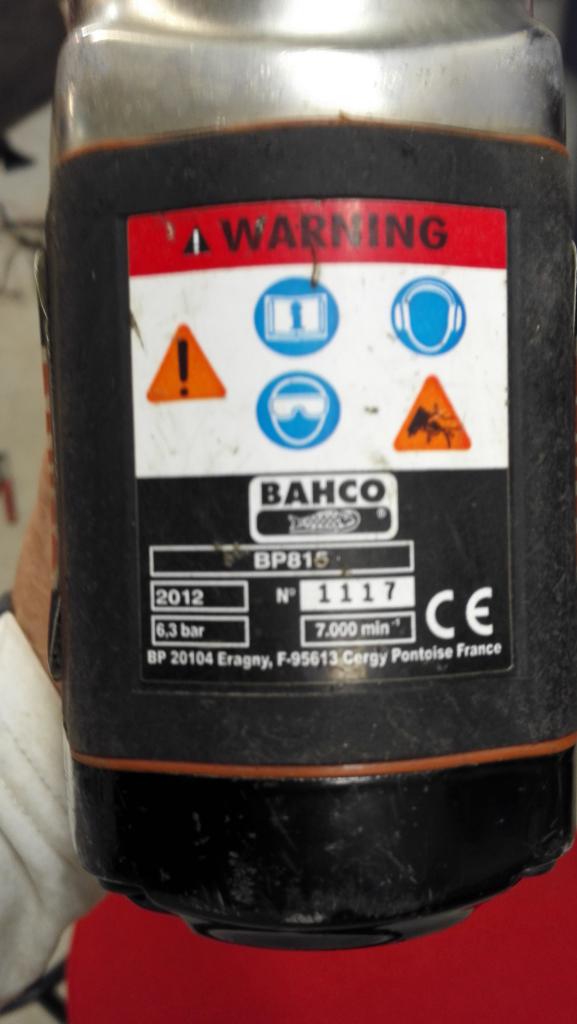 WARNING
BAHCO
®
BP815
2012 N° 1117
6,3 bar 7.000 min⁻¹ CE
BP 20104 Eragny, F-95613 Cergy Pontoise France